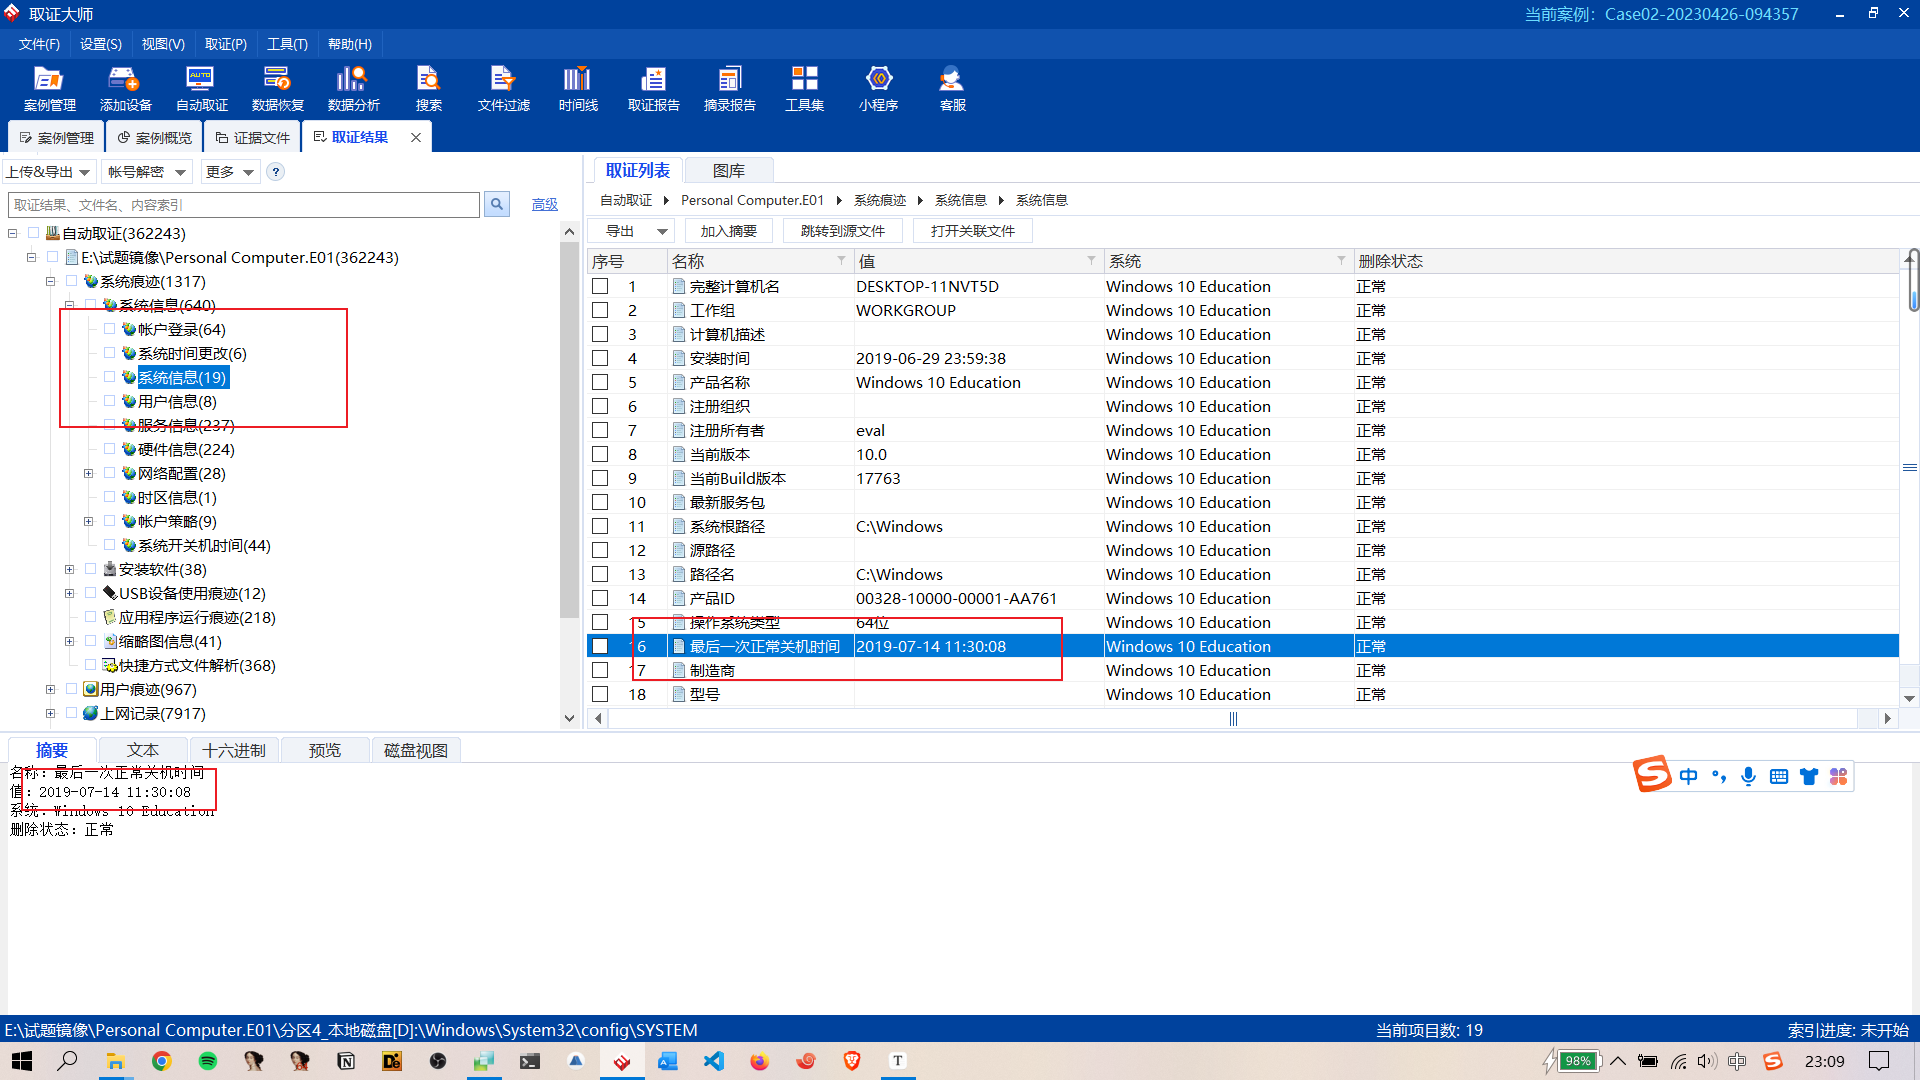 取证大师
当前案例：Case02-20230426-094357
文件(F) 设置(S) 视图(V) 取证(P) 工具(T) 帮助(H)
案例管理 添加设备 自动取证 数据恢复 数据分析 搜索 文件过滤 时间线 取证报告 摘录报告 工具集 小程序 客服
案例管理 案例概览 证据文件 取证结果
上传&导出 帐号解密 更多 ?
取证结果、文件名、内容索引 高级
自动取证(362243)
E:\试题镜像\Personal Computer.E01(362243)
系统痕迹(1317)
系统信息(640)
帐户登录(64)
系统时间更改(6)
系统信息(19)
用户信息(8)
服务信息(237)
硬件信息(224)
网络配置(28)
时区信息(1)
帐户策略(9)
系统开关机时间(44)
安装软件(38)
USB设备使用痕迹(12)
应用程序运行痕迹(218)
缩略图信息(41)
快捷方式文件解析(368)
用户痕迹(967)
上网记录(7917)
取证列表 图库
自动取证 Personal Computer.E01 系统痕迹 系统信息 系统信息
导出 加入摘要 跳转到源文件 打开关联文件
序号 名称 值 系统 删除状态
1 完整计算机名 DESKTOP-11NVT5D Windows 10 Education 正常
2 工作组 WORKGROUP Windows 10 Education 正常
3 计算机描述 Windows 10 Education 正常
4 安装时间 2019-06-29 23:59:38 Windows 10 Education 正常
5 产品名称 Windows 10 Education Windows 10 Education 正常
6 注册组织 Windows 10 Education 正常
7 注册所有者 eval Windows 10 Education 正常
8 当前版本 10.0 Windows 10 Education 正常
9 当前Build版本 17763 Windows 10 Education 正常
10 最新服务包 Windows 10 Education 正常
11 系统根路径 C:\Windows Windows 10 Education 正常
12 源路径 Windows 10 Education 正常
13 路径名 C:\Windows Windows 10 Education 正常
14 产品ID 00328-10000-00001-AA761 Windows 10 Education 正常
15 操作系统类型 64位 Windows 10 Education 正常
16 最后一次正常关机时间 2019-07-14 11:30:08 Windows 10 Education 正常
17 制造商 Windows 10 Education 正常
18 型号 Windows 10 Education 正常
摘要 文本 十六进制 预览 磁盘视图
名称：最后一次正常关机时间
值：2019-07-14 11:30:08
系统：Windows 10 Education
删除状态：正常
S 中
E:\试题镜像\Personal Computer.E01\分区4_本地磁盘[D]:\Windows\System32\config\SYSTEM 当前项目数: 19 索引进度: 未开始
98% 中 23:09